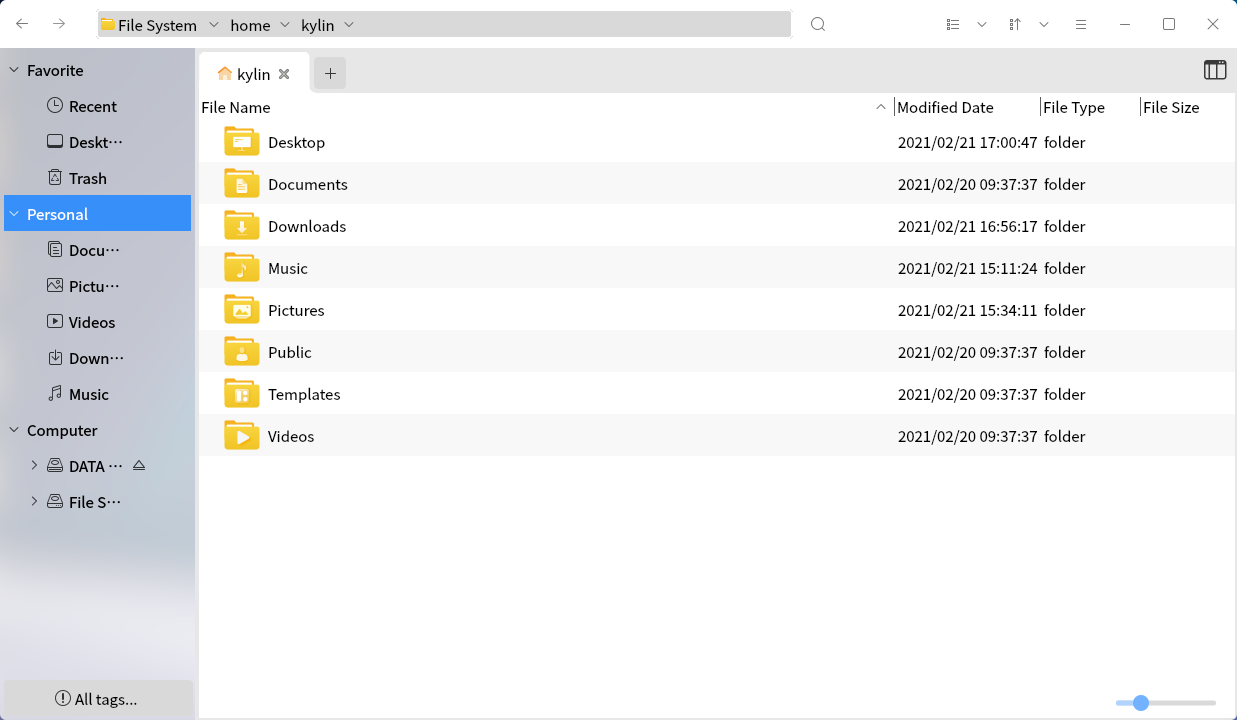 File System home kylin
Favorite
Recent
Deskt···
Trash
Personal
Docu···
Pictu···
Videos
Down···
Music
Computer
DATA ···
File S···
All tags...
kylin
File Name Modified Date File Type File Size
Desktop 2021/02/21 17:00:47 folder
Documents 2021/02/20 09:37:37 folder
Downloads 2021/02/21 16:56:17 folder
Music 2021/02/21 15:11:24 folder
Pictures 2021/02/21 15:34:11 folder
Public 2021/02/20 09:37:37 folder
Templates 2021/02/20 09:37:37 folder
Videos 2021/02/20 09:37:37 folder